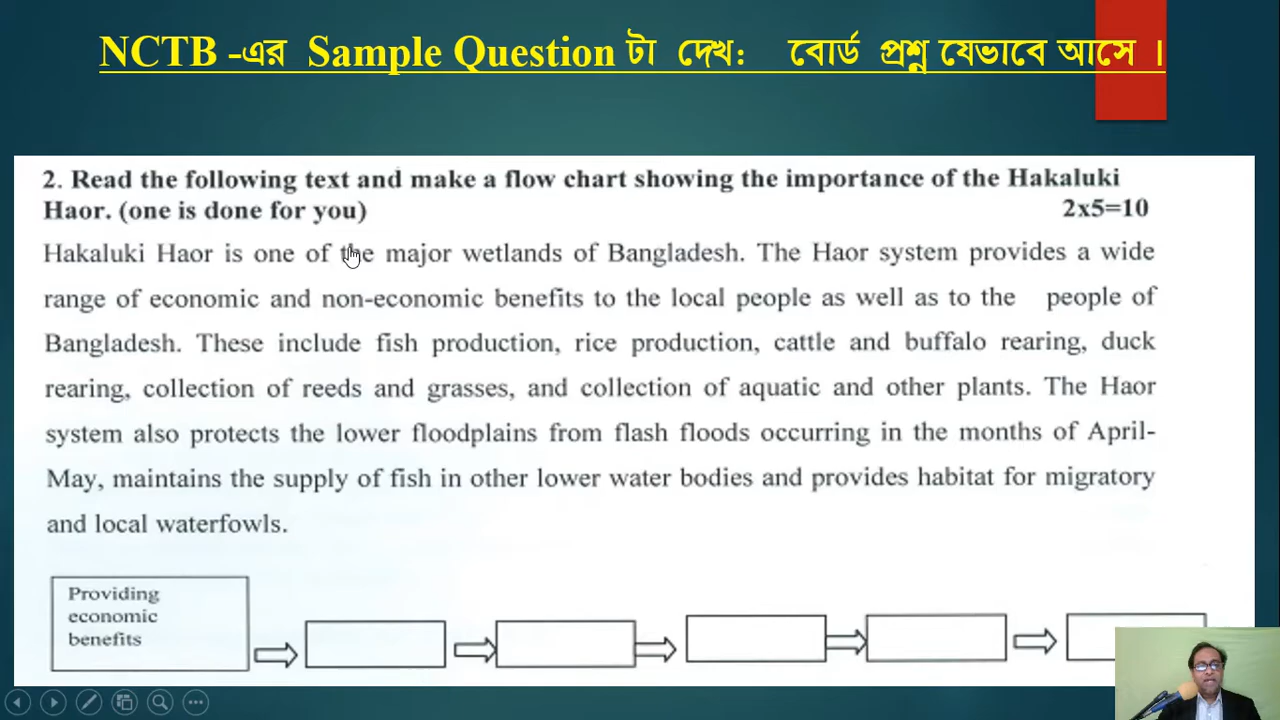 NCTB -এর Sample Question টা দেখ: বোর্ড প্রশ্ন যেভাবে আসে ।
2. Read the following text and make a flow chart showing the importance of the Hakaluki
Haor. (one is done for you) 2x5=10
Hakaluki Haor is one of the major wetlands of Bangladesh. The Haor system provides a wide
range of economic and non-economic benefits to the local people as well as to the people of
Bangladesh. These include fish production, rice production, cattle and buffalo rearing, duck
rearing, collection of reeds and grasses, and collection of aquatic and other plants. The Haor
system also protects the lower floodplains from flash floods occurring in the months of April-
May, maintains the supply of fish in other lower water bodies and provides habitat for migratory
and local waterfowls.
Providing
economic
benefits